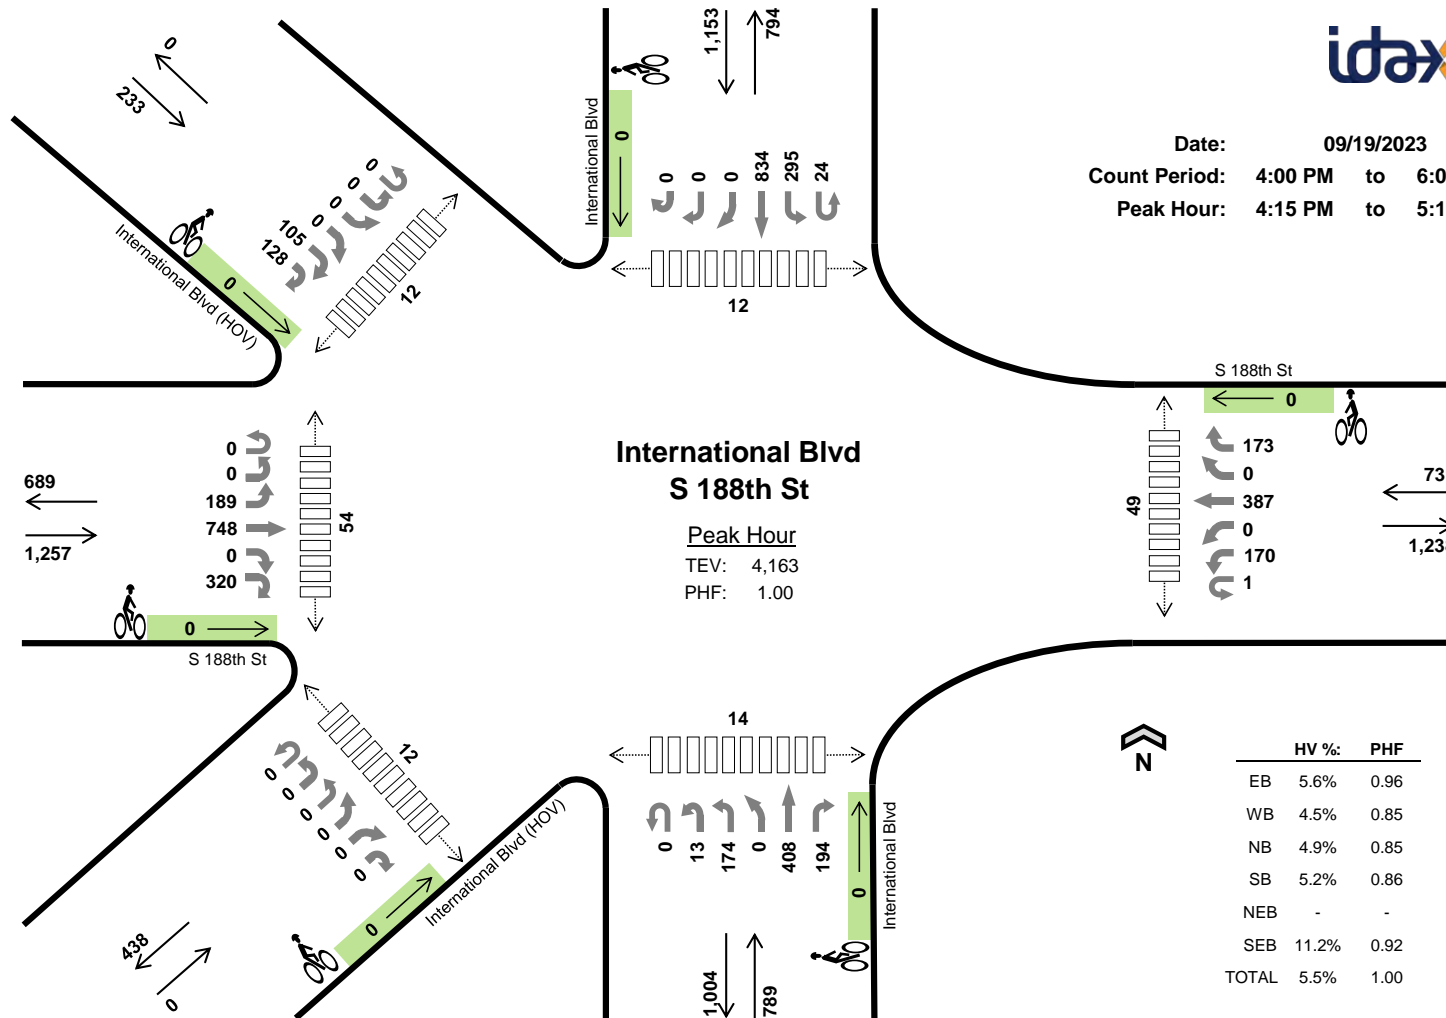 idax
Date: 09/19/2023
Count Period: 4:00 PM to 6:0
Peak Hour: 4:15 PM to 5:1
1,153
794
0
233
International Blvd
0
0
0
0
834
295
24
12
0
0
0
0
105
128
12
0
International Blvd (HOV)
S 188th St
0
689
1,257
0
0
189
748
0
320
54
International Blvd
S 188th St
Peak Hour
TEV: 4,163
PHF: 1.00
49
173
0
387
0
170
1
73
1,23
0
S 188th St
12
0
0
0
0
0
0
0
International Blvd (HOV)
438
0
14
0
13
174
0
408
194
0
International Blvd
1,004
789
N
HV %: PHF
EB 5.6% 0.96
WB 4.5% 0.85
NB 4.9% 0.85
SB 5.2% 0.86
NEB - -
SEB 11.2% 0.92
TOTAL 5.5% 1.00